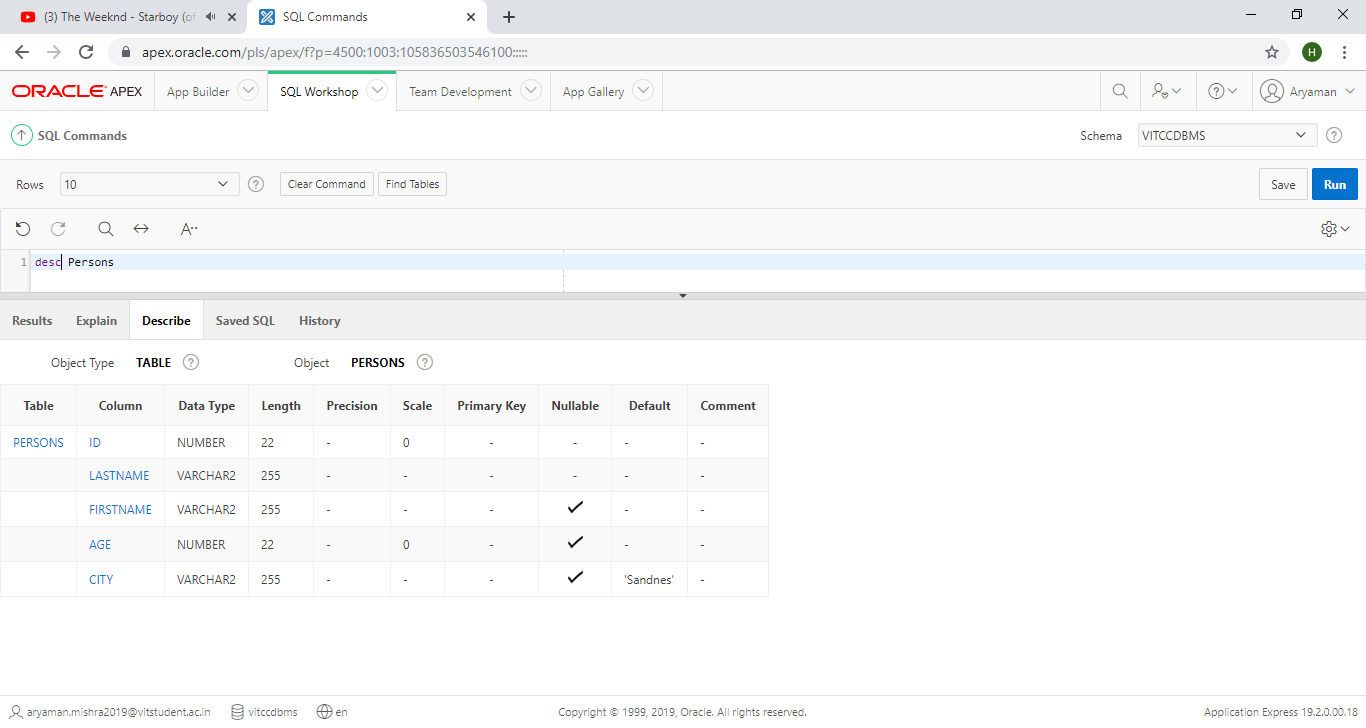 (3) The Weeknd - Starboy (of
SQL Commands
apex.oracle.com/pls/apex/f?p=4500:1003:105836503546100:::::
H
ORACLE APEX
App Builder
SQL Workshop
Team Development
App Gallery
Aryaman
SQL Commands
Schema
VITCCDBMS
Rows
10
Clear Command
Find Tables
Save
Run
1 desc Persons
Results Explain Describe Saved SQL History
Object Type TABLE Object PERSONS
Table Column Data Type Length Precision Scale Primary Key Nullable Default Comment
PERSONS ID NUMBER 22 - 0 - - - -
LASTNAME VARCHAR2 255 - - - - - -
FIRSTNAME VARCHAR2 255 - - - ✓ - -
AGE NUMBER 22 - 0 - ✓ - -
CITY VARCHAR2 255 - - - ✓ 'Sandnes' -
aryaman.mishra2019@vitstudent.ac.in vitccdbms en Copyright © 1999, 2019, Oracle. All rights reserved. Application Express 19.2.0.00.18